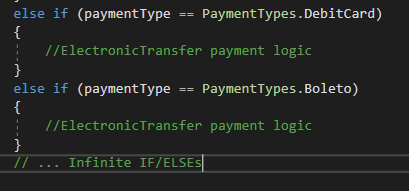 else if (paymentType == PaymentTypes.DebitCard)
{
//ElectronicTransfer payment logic
}
else if (paymentType == PaymentTypes.Boleto)
{
//ElectronicTransfer payment logic
}
// ... Infinite IF/ELSEs